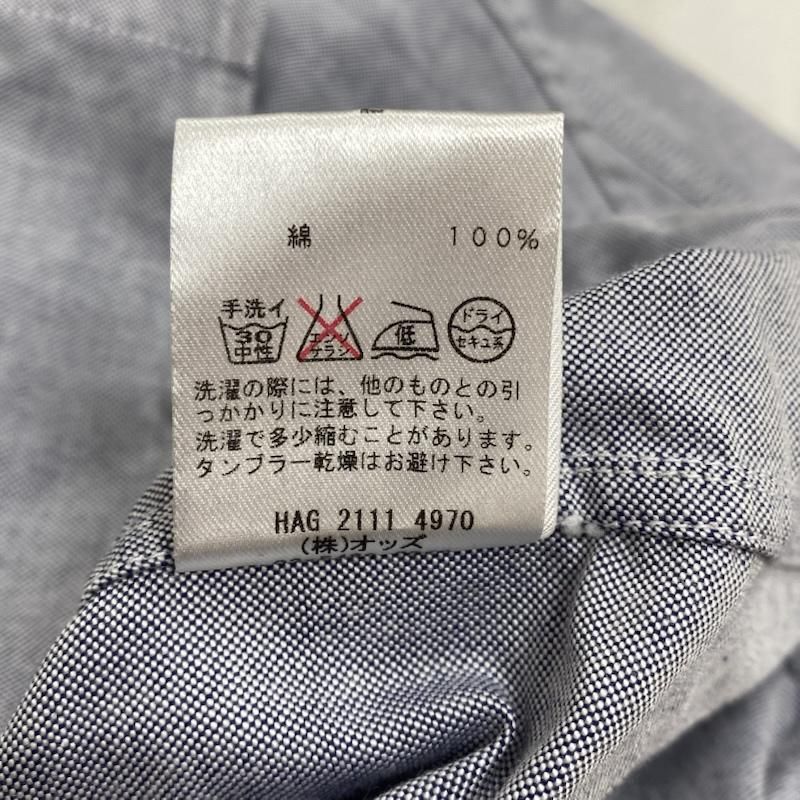 綿 100%
手洗イ
30
中性
エンソ
サラシ
低
ドライ
セキユ系
洗濯の際には、他のものとの引
っかかりに注意して下さい。
洗濯で多少縮むことがあります。
タンブラー乾燥はお避け下さい。
HAG 2111 4970
(株)オッズ